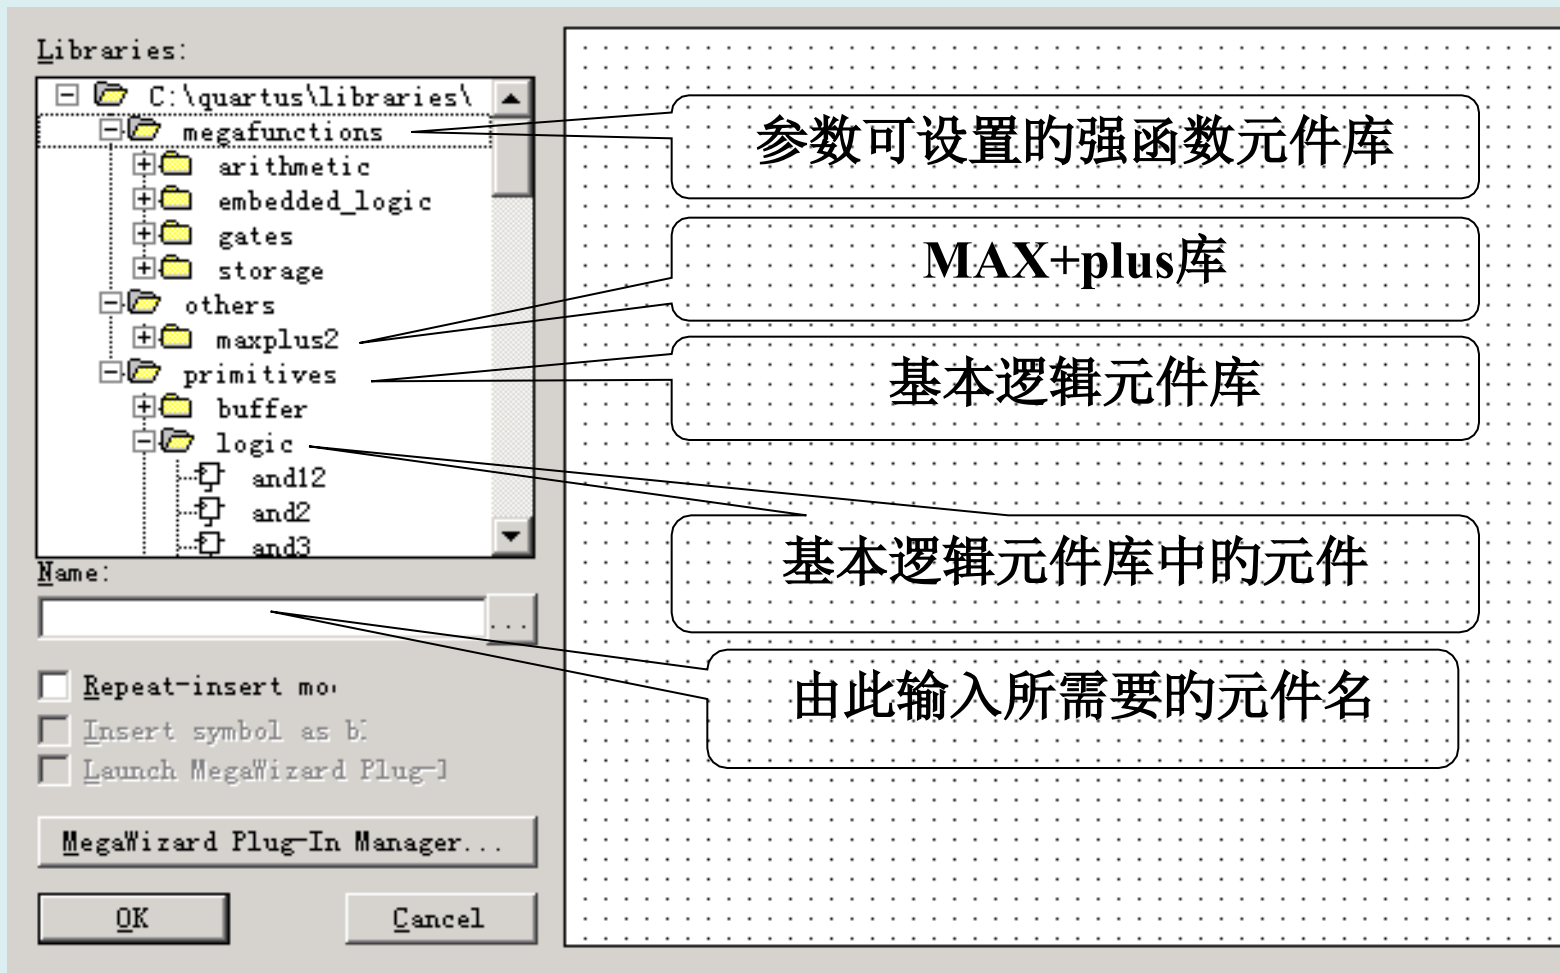 Libraries:
C:\quartus\libraries\
megafunctions
arithmetic
embedded_logic
gates
storage
others
maxplus2
primitives
buffer
logic
and12
and2
and3
Name:
...
Repeat-insert mo
Insert symbol as b
Launch MegaWizard Plug-I
MegaWizard Plug-In Manager...
OK
Cancel
参数可设置旳强函数元件库
MAX+plus库
基本逻辑元件库
基本逻辑元件库中旳元件
由此输入所需要旳元件名